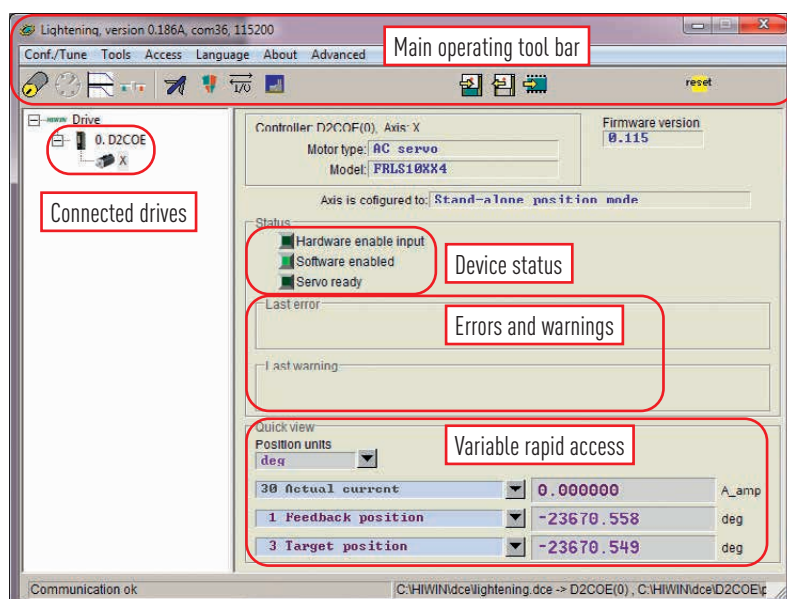 Lightening, version 0.186A, com36, 115200
Conf./Tune Tools Access Language About Advanced
Main operating tool bar
I/O
reset
HIWIN Drive
0. D2COE
X
Connected drives
Controller: D2COE(0), Axis: X
Motor type: AC servo
Model: FRLS10XX4
Firmware version
0.115
Axis is cofigured to: Stand-alone position mode
Status
Hardware enable input
Software enabled
Servo ready
Device status
Last error
Errors and warnings
Last warning
Quick view
Position units
deg
Variable rapid access
30 Actual current 0.000000 A_amp
1 Feedback position -23670.558 deg
3 Target position -23670.549 deg
Communication ok
C:\HIWIN\dce\lightening.dce -> D2COE(0) , C:\HIWIN\dce\D2COE\